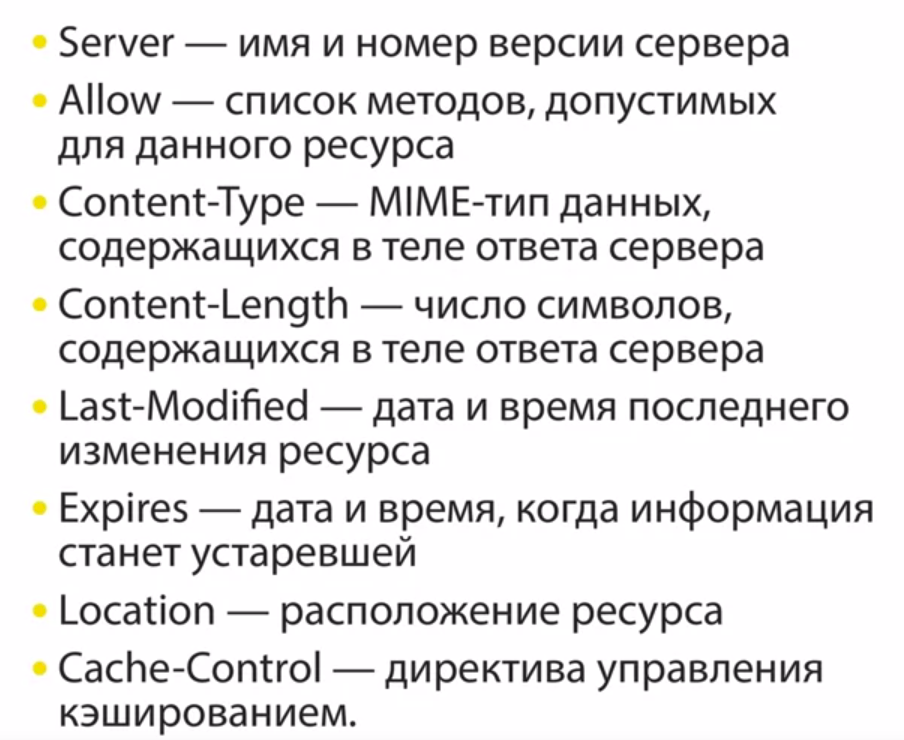 • Server — имя и номер версии сервера
• Allow — список методов, допустимых
для данного ресурса
• Content-Type — MIME-тип данных,
содержащихся в теле ответа сервера
• Content-Length — число символов,
содержащихся в теле ответа сервера
• Last-Modified — дата и время последнего
изменения ресурса
• Expires — дата и время, когда информация
станет устаревшей
• Location — расположение ресурса
• Cache-Control — директива управления
кэшированием.